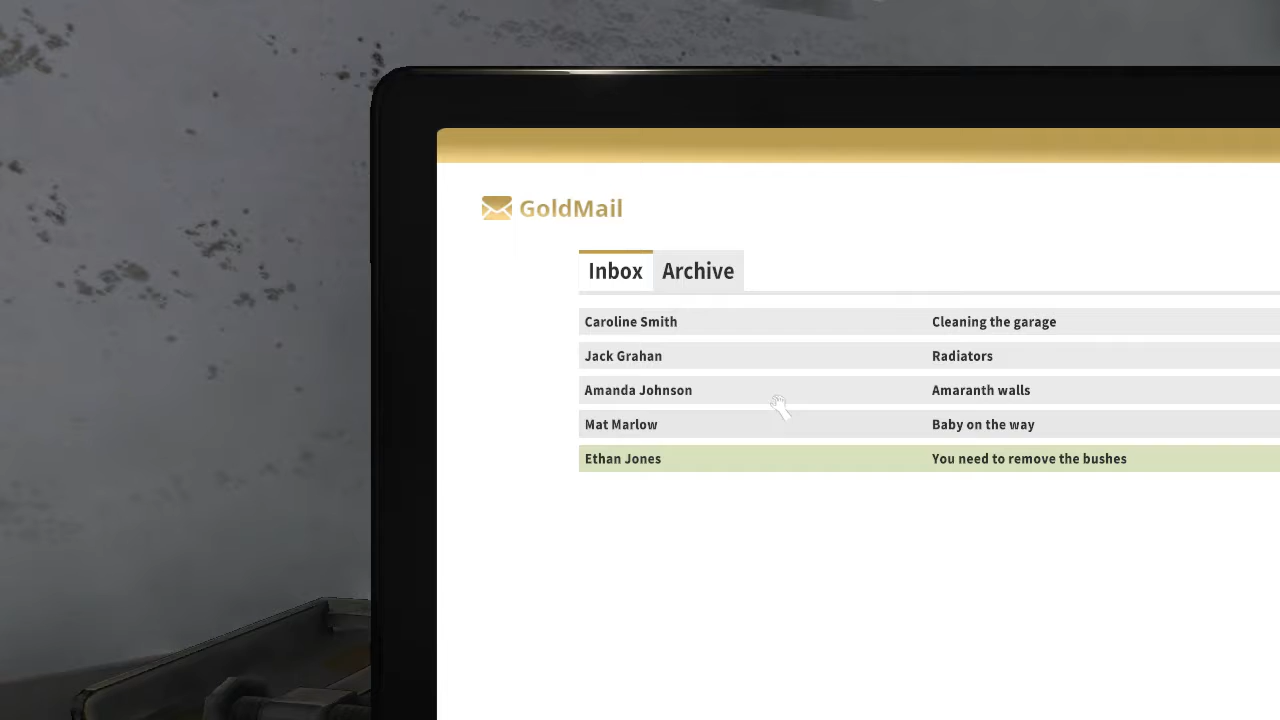 GoldMail
Inbox Archive
Caroline Smith Cleaning the garage
Jack Grahan Radiators
Amanda Johnson Amaranth walls
Mat Marlow Baby on the way
Ethan Jones You need to remove the bushes